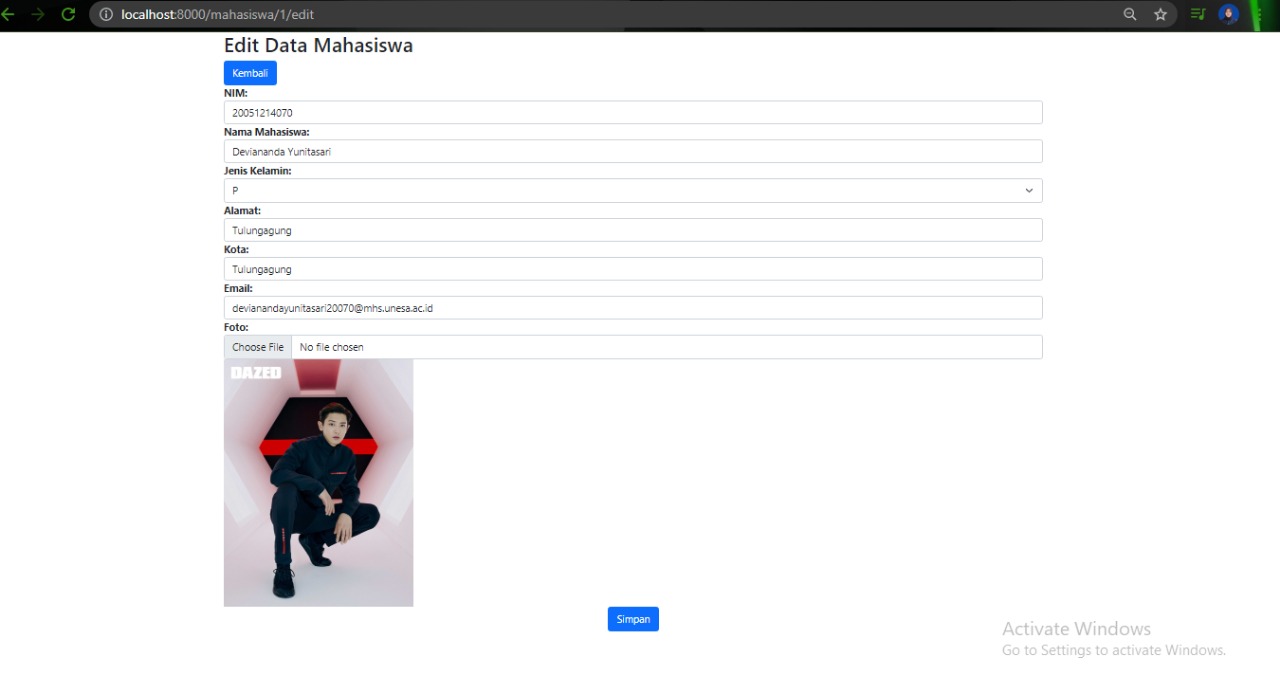 localhost:8000/mahasiswa/1/edit
Edit Data Mahasiswa
Kembali
NIM:
20051214070
Nama Mahasiswa:
Deviananda Yunitasari
Jenis Kelamin:
P
Alamat:
Tulungagung
Kota:
Tulungagung
Email:
devianandayunitasari20070@mhs.unesa.ac.id
Foto:
Choose File No file chosen
DAZED
Simpan
Activate Windows
Go to Settings to activate Windows.